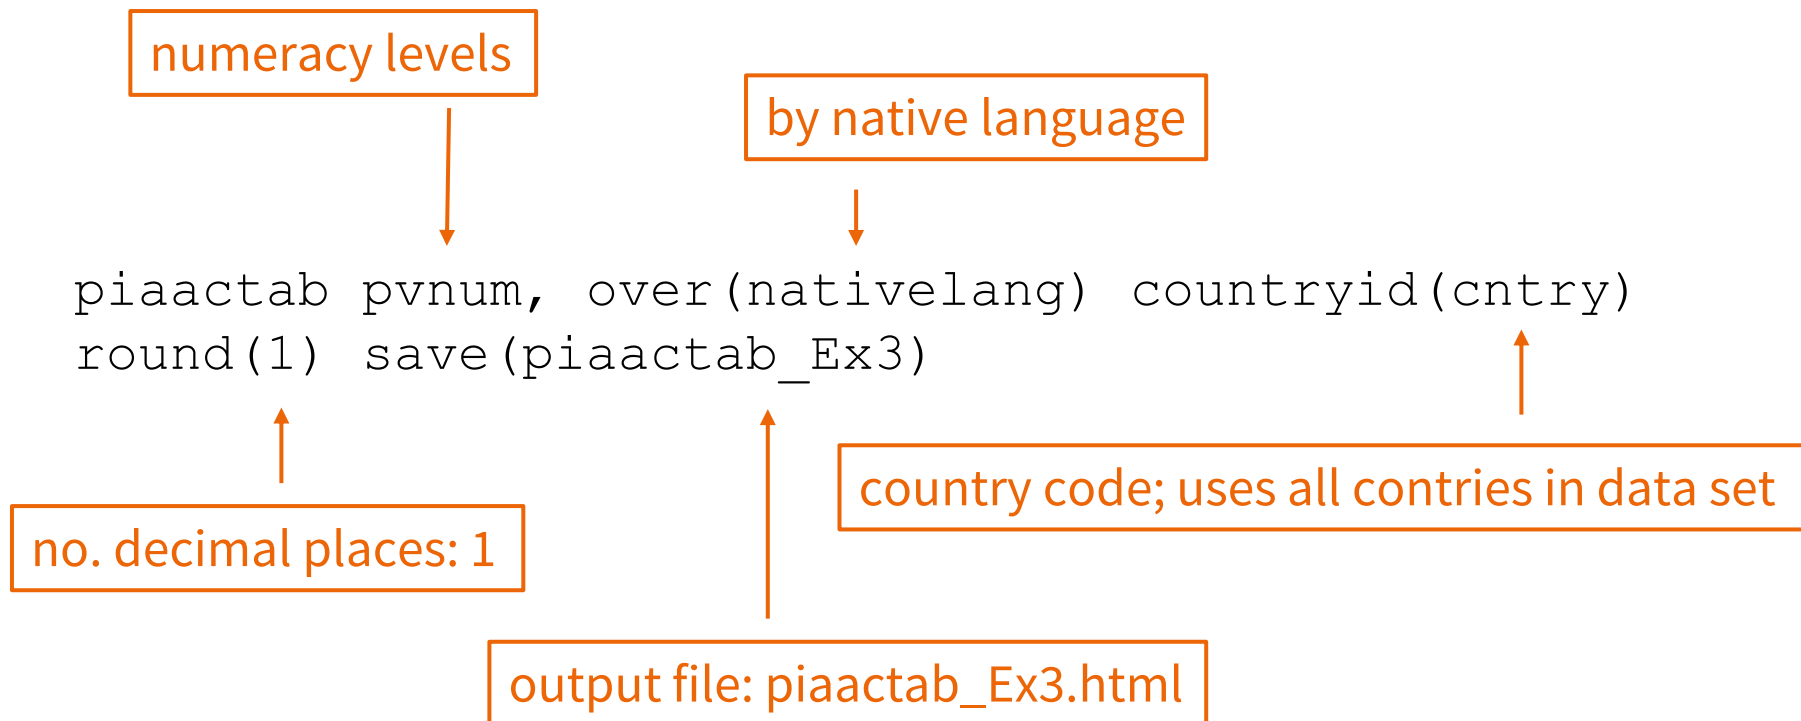 numeracy levels
by native language
piaactab pvnum, over(nativelang) countryid(cntry)
round(1) save(piaactab_Ex3)
country code; uses all contries in data set
no. decimal places: 1
output file: piaactab_Ex3.html